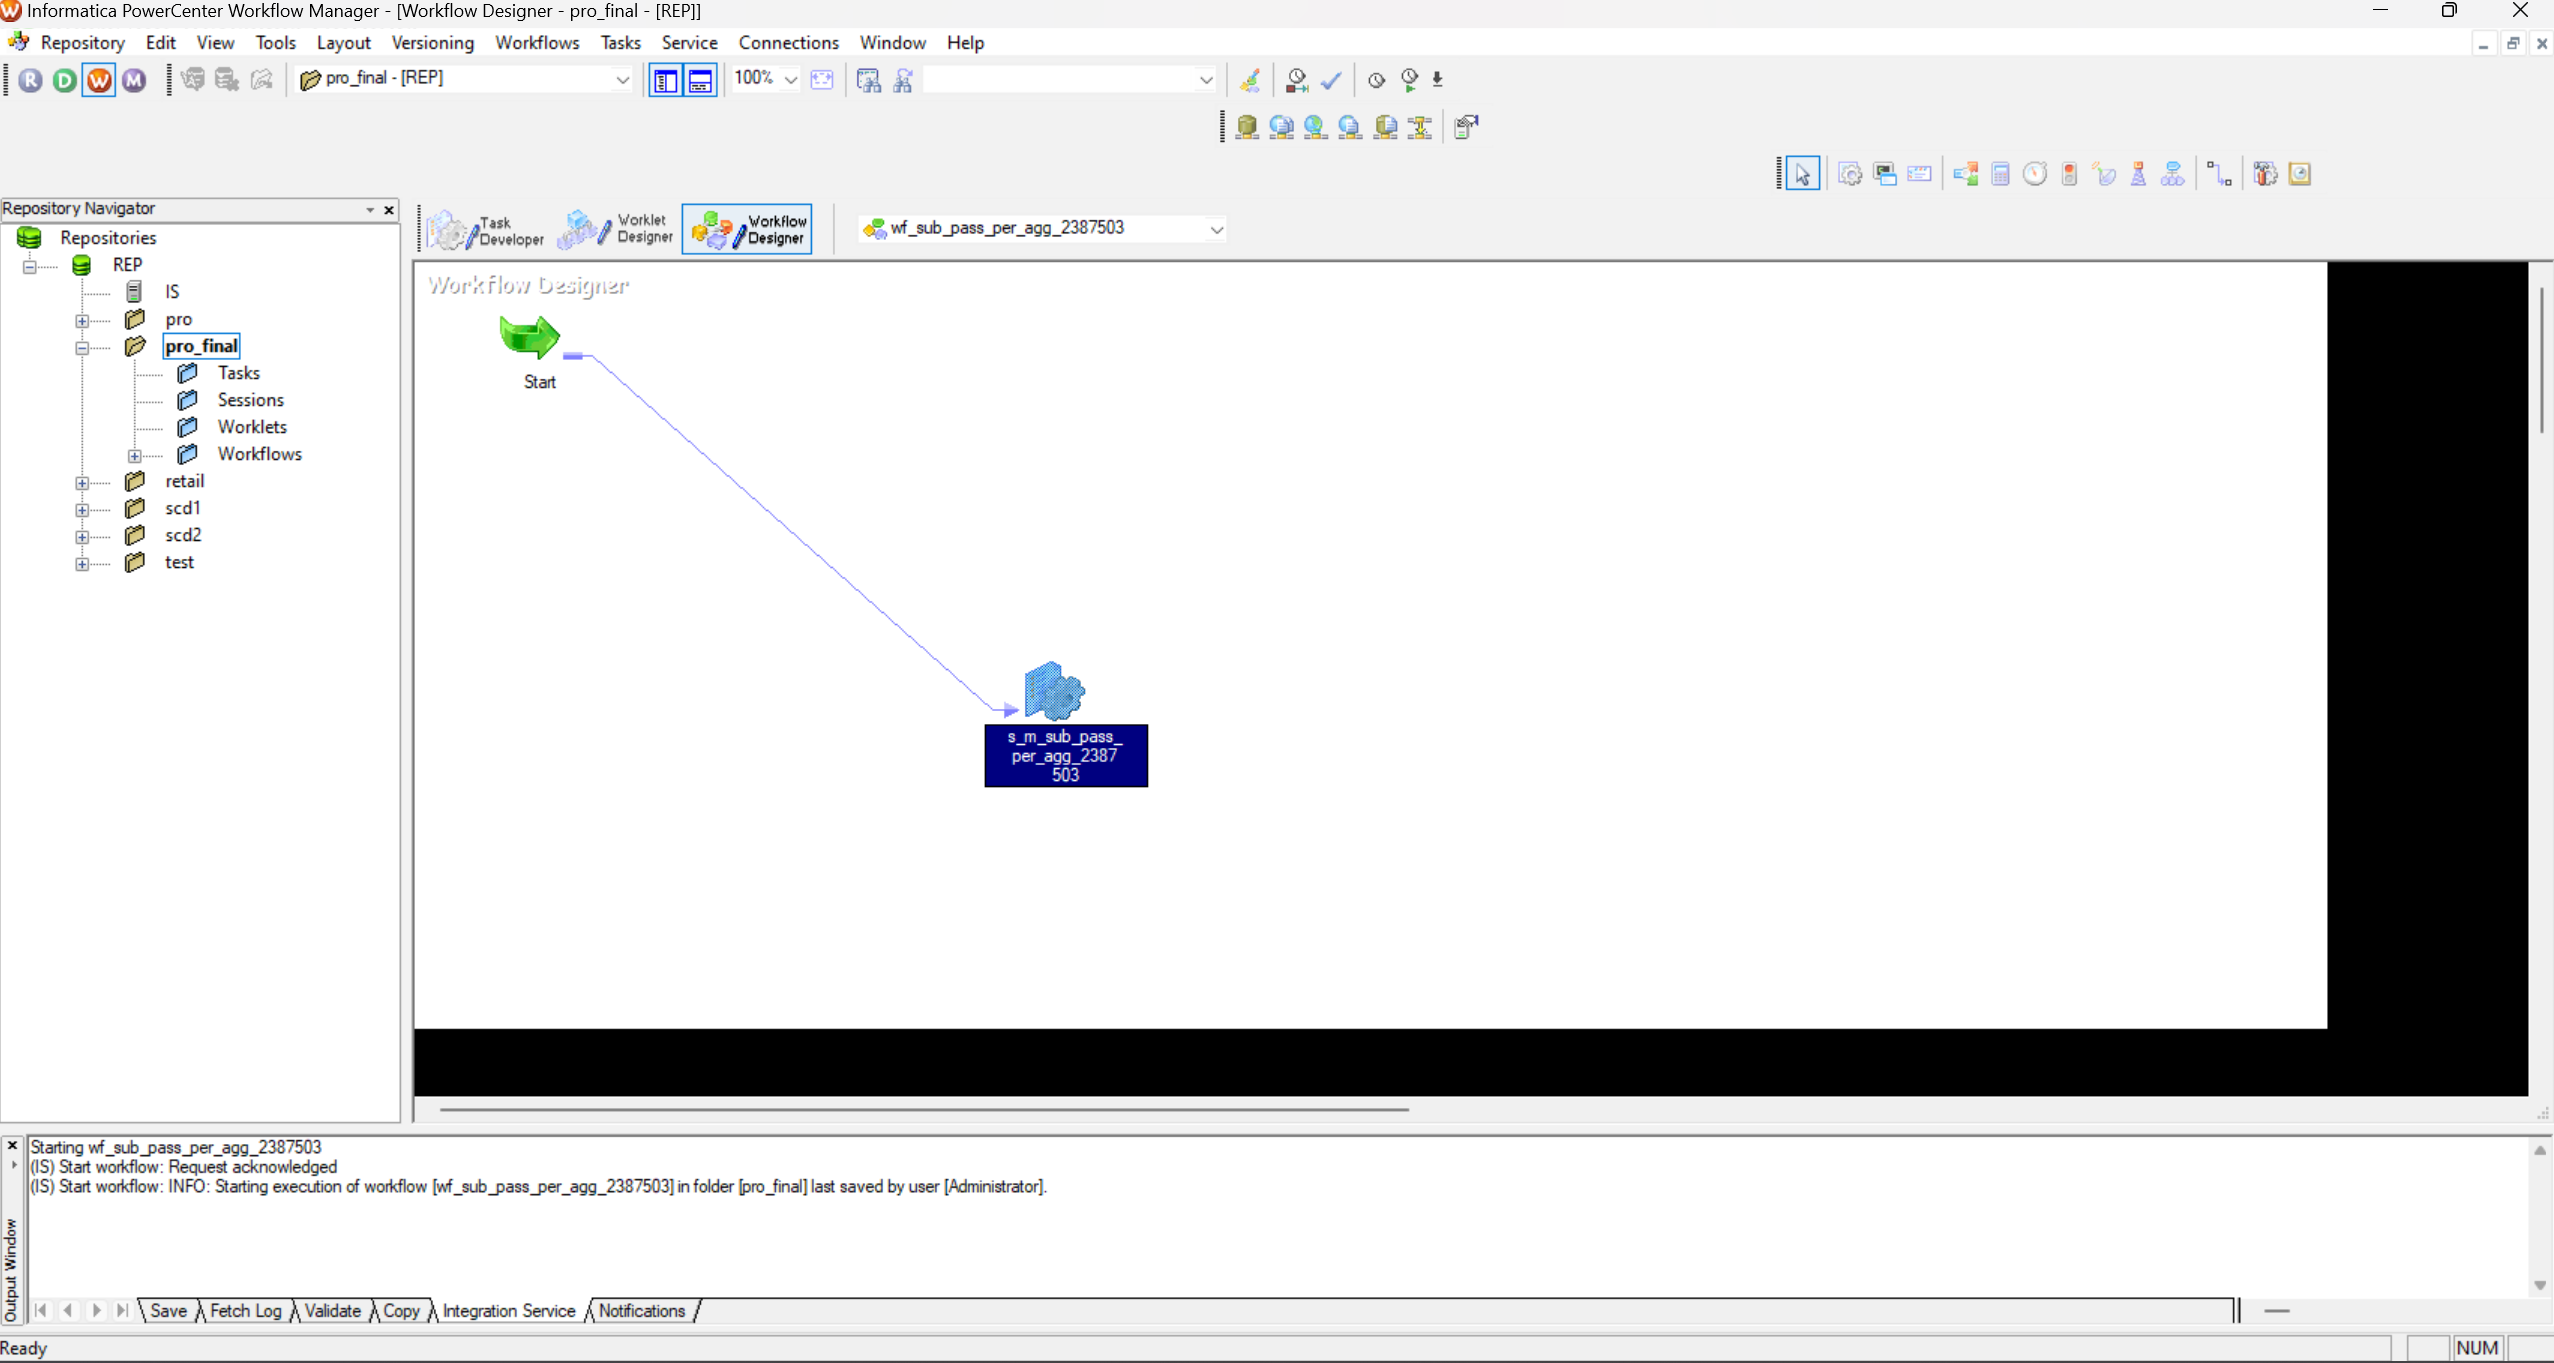 Informatica PowerCenter Workflow Manager - [Workflow Designer - pro_final - [REP]]
Repository Edit View Tools Layout Versioning Workflows Tasks Service Connections Window Help
R D W M pro_final - [REP] 100%
Repository Navigator
Repositories
REP
IS
pro
pro_final
Tasks
Sessions
Worklets
Workflows
retail
scd1
scd2
test
Task Developer
Worklet Designer
Workflow Designer
wf_sub_pass_per_agg_2387503
Workflow Designer
Start
s_m_sub_pass_
per_agg_2387
503
Starting wf_sub_pass_per_agg_2387503
(IS) Start workflow: Request acknowledged
(IS) Start workflow: INFO: Starting execution of workflow [wf_sub_pass_per_agg_2387503] in folder [pro_final] last saved by user [Administrator].
Output Window
Save Fetch Log Validate Copy Integration Service Notifications
Ready
NUM